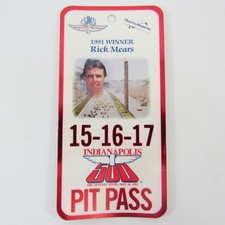 1991 WINNER
Rick Mears
15-16-17
INDIANAPOLIS
500
PIT PASS